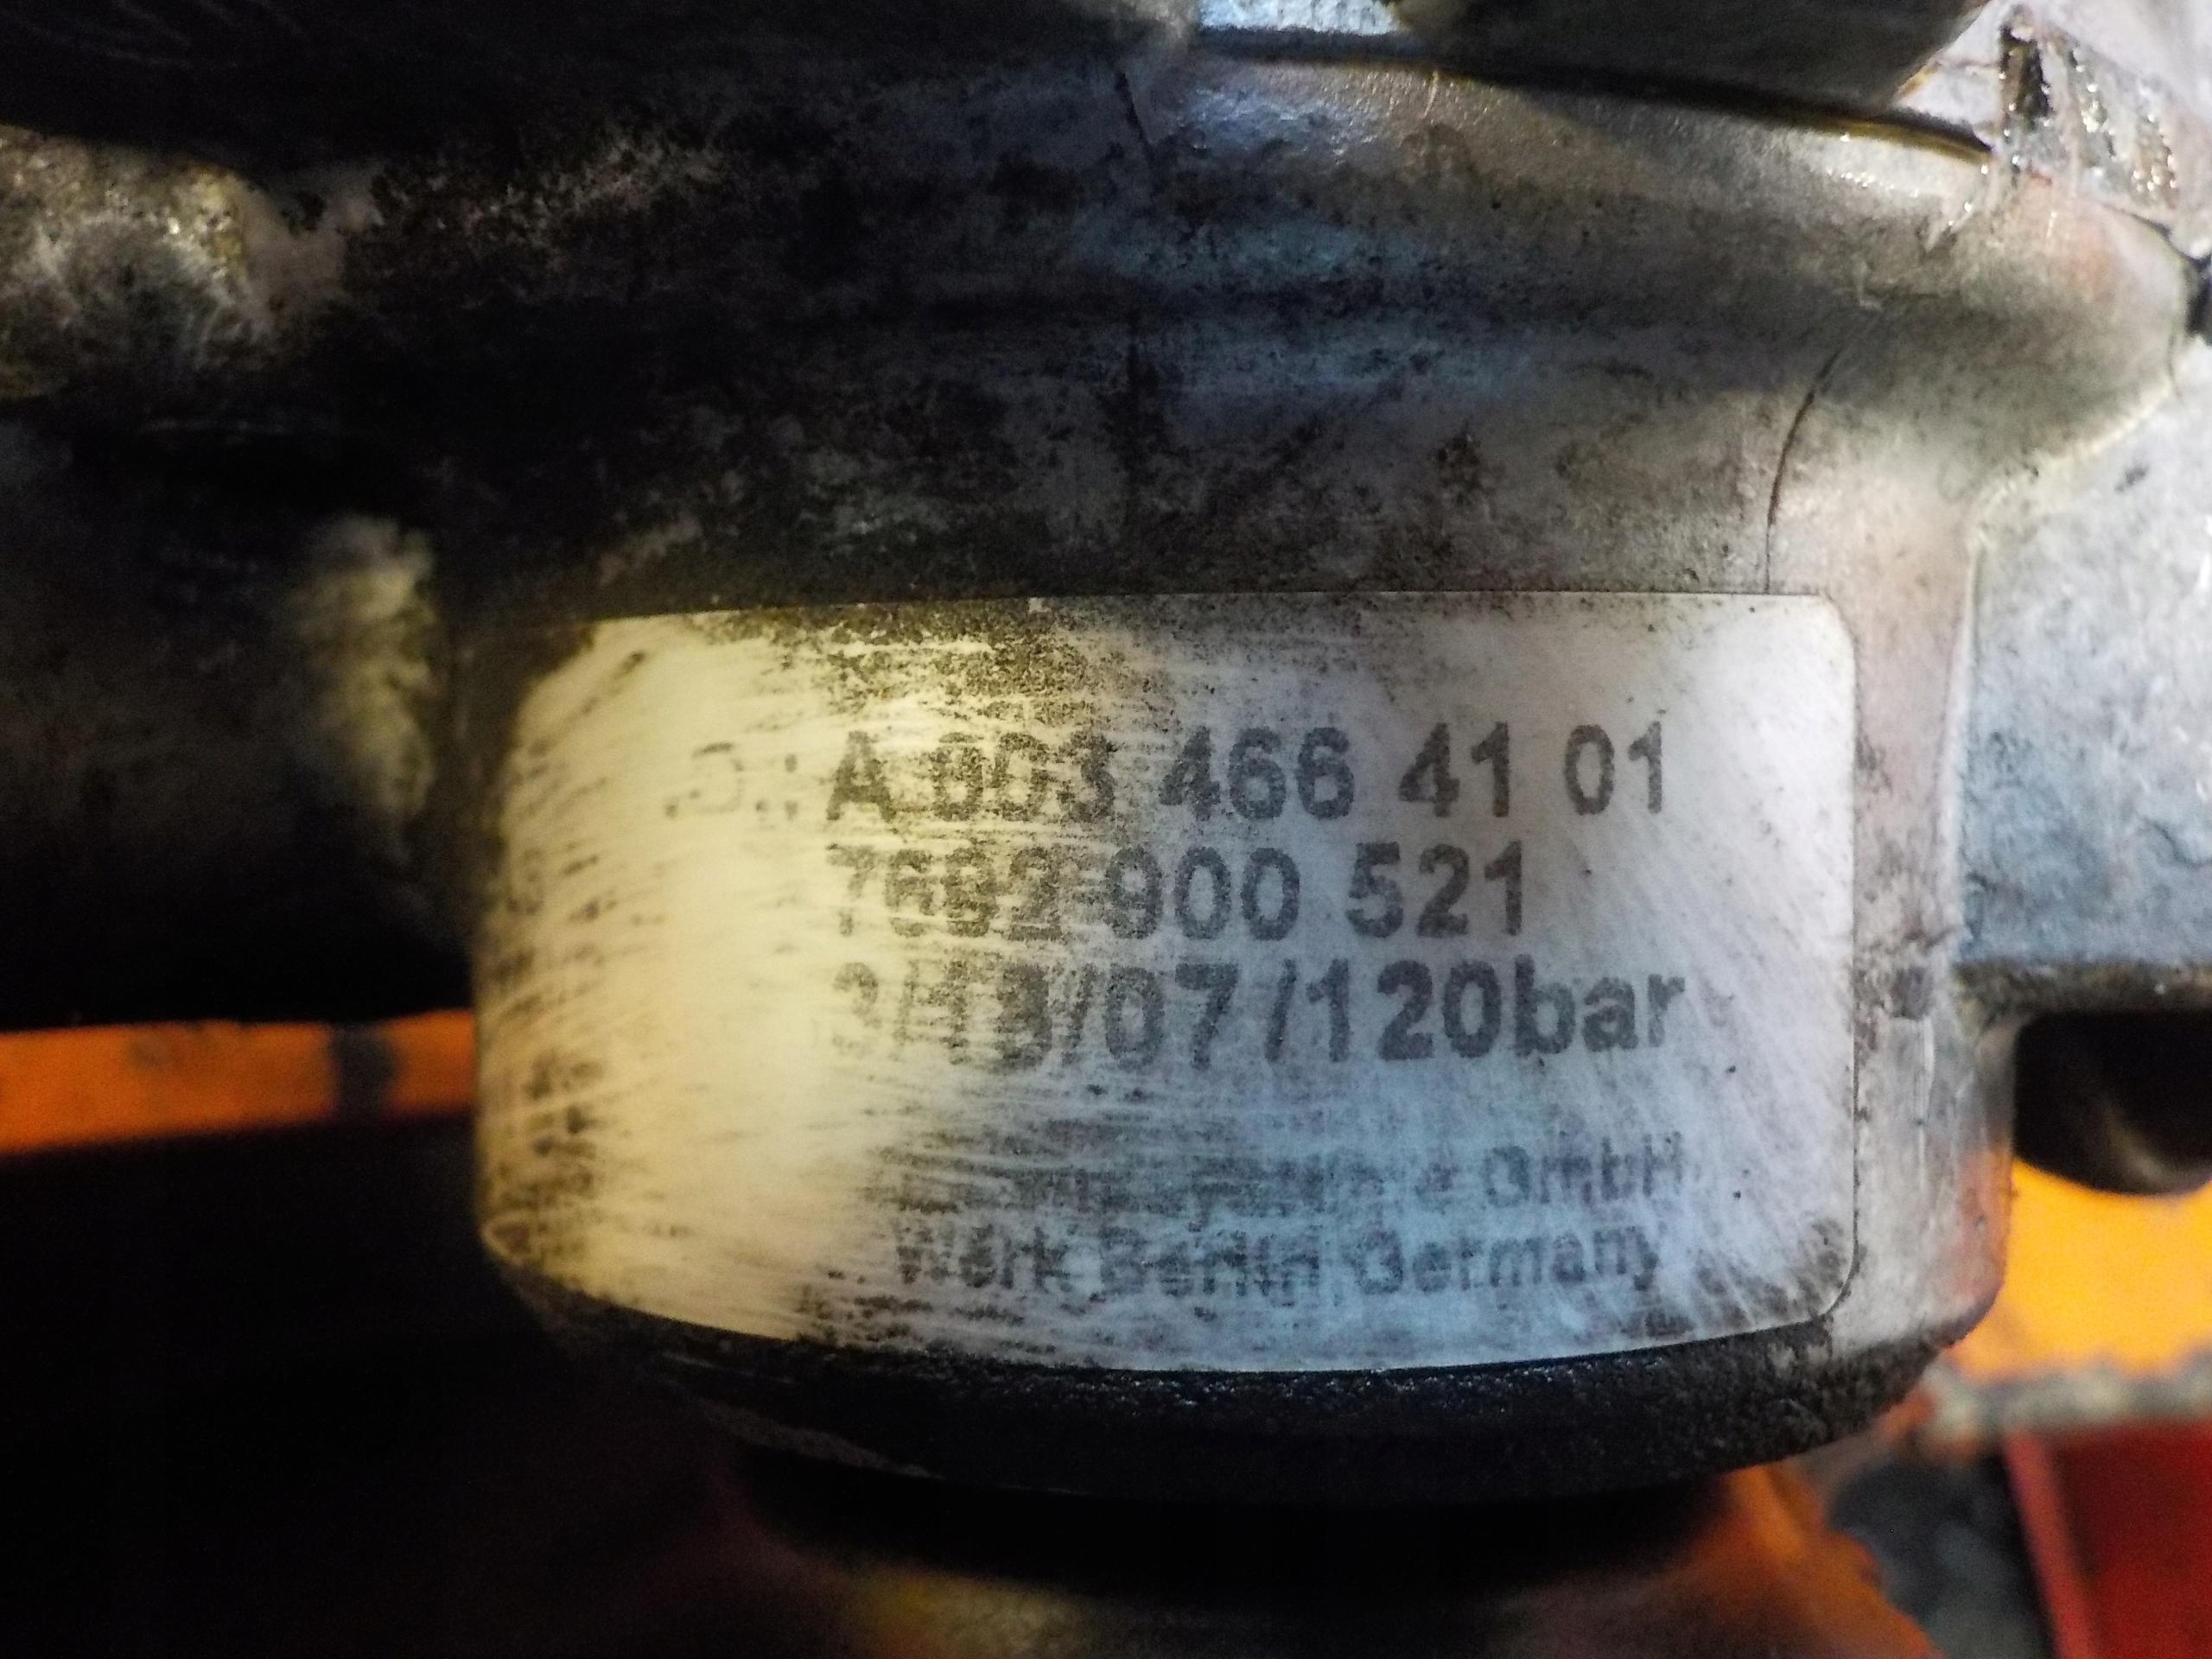 A 003 466 41 01
7692 900 521
/07/120bar
GmbH
Werk Berlin, Germany